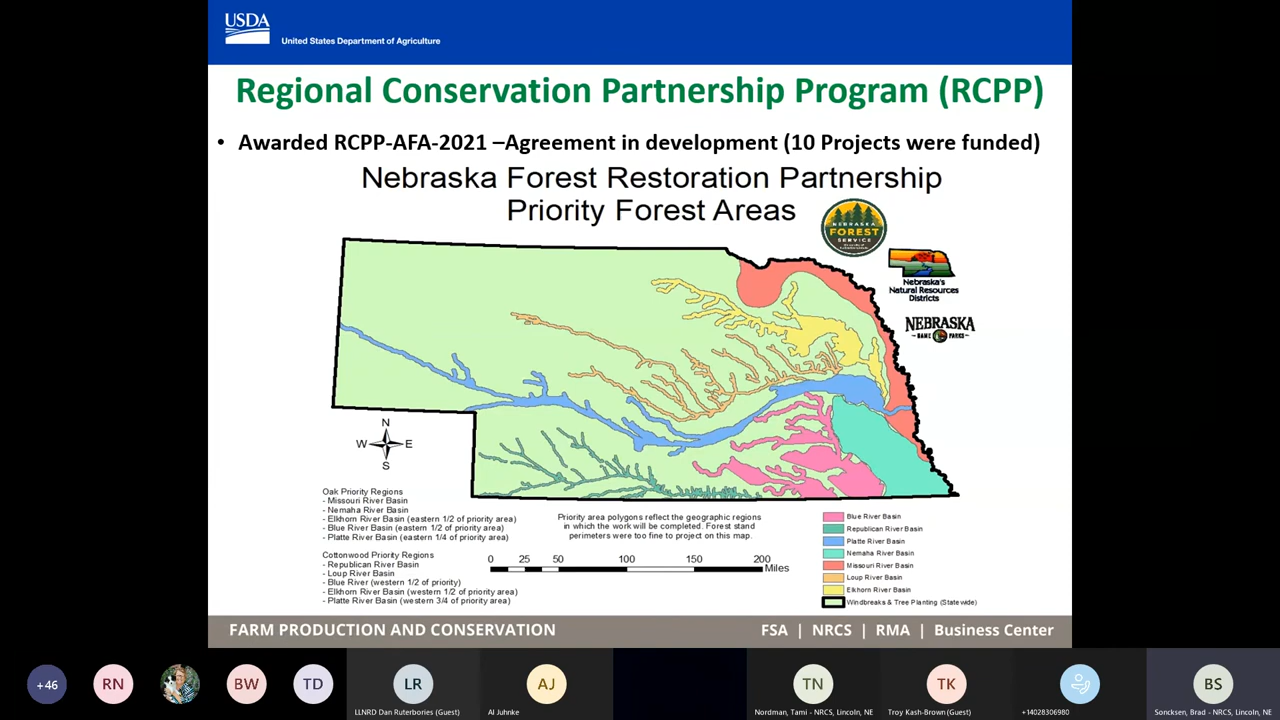 USDA
United States Department of Agriculture
Regional Conservation Partnership Program (RCPP)
• Awarded RCPP-AFA-2021 –Agreement in development (10 Projects were funded)
Nebraska Forest Restoration Partnership
Priority Forest Areas
NEBRASKA
FOREST
SERVICE
Nebraska's
Natural Resources
Districts
NEBRASKA
GAME PARKS
N
W E
S
Oak Priority Regions
- Missouri River Basin
- Nemaha River Basin
- Elkhorn River Basin (eastern 1/2 of priority area)
- Blue River Basin (eastern 1/2 of priority area)
- Platte River Basin (eastern 1/4 of priority area)
Cottonwood Priority Regions
- Republican River Basin
- Loup River Basin
- Blue River (western 1/2 of priority)
- Elkhorn River Basin (western 1/2 of priority area)
- Platte River Basin (western 3/4 of priority area)
Priority area polygons reflect the geographic regions
in which the work will be completed. Forest stand
perimeters were too fine to project on this map.
0 25 50 100 150 200
Miles
Blue River Basin
Republican River Basin
Platte River Basin
Nemaha River Basin
Missouri River Basin
Loup River Basin
Elkhorn River Basin
Windbreaks & Tree Planting (Statewide)
FARM PRODUCTION AND CONSERVATION
FSA | NRCS | RMA | Business Center
+46
RN
BW
TD
LR
AJ
TN
TK
BS
LLNRD Dan Ruterbories (Guest)
Al Juhnke
Nordman, Tami - NRCS, Lincoln, NE
Troy Kash-Brown (Guest)
+14028306980
Soncksen, Brad - NRCS, Lincoln, NE